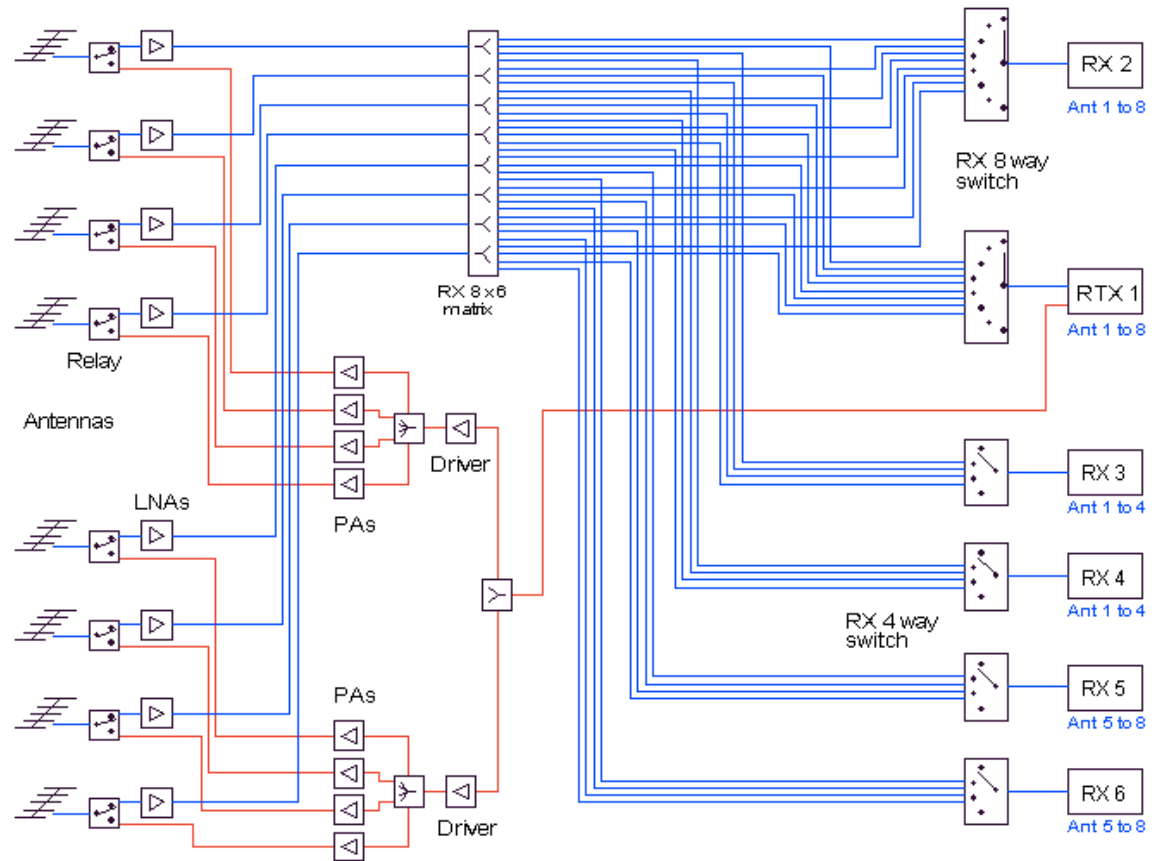 RX 2
Ant 1 to 8
RX 8 way
switch
RX 8 x 6
matrix
RTX 1
Ant 1 to 8
Relay
Antennas
Driver
LNAs
PAs
RX 3
Ant 1 to 4
RX 4
Ant 1 to 4
RX 4 way
switch
PAs
RX 5
Ant 5 to 8
Driver
RX 6
Ant 5 to 8